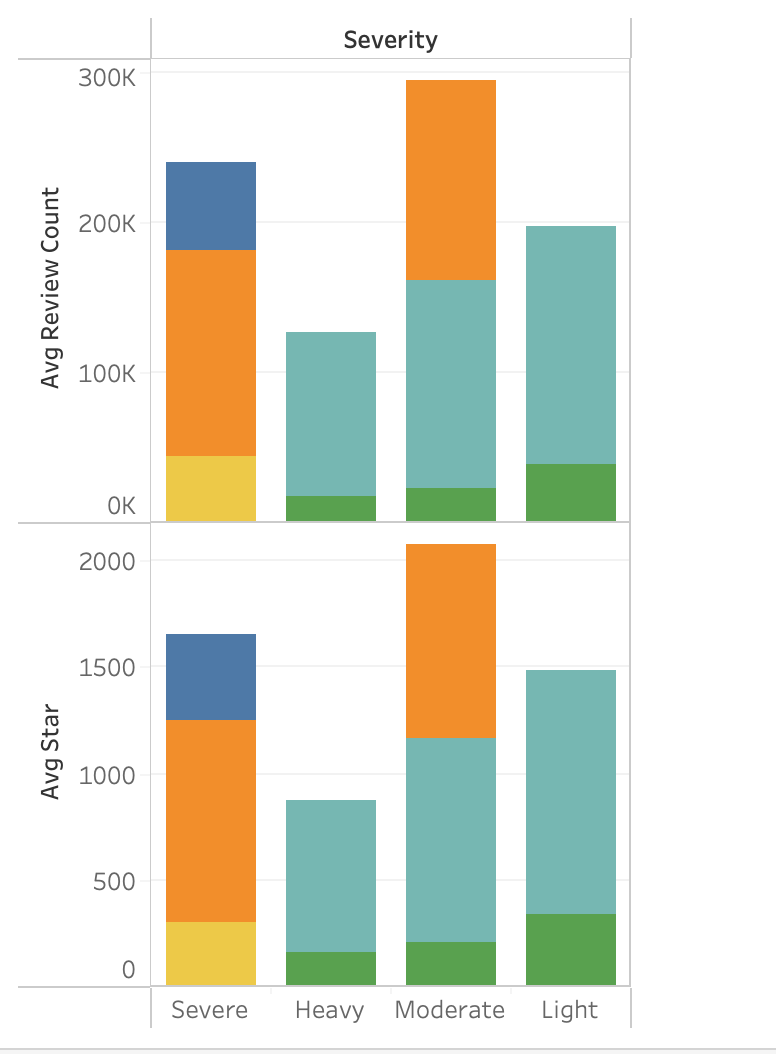 Severity
300K
200K
100K
0K
Avg Review Count
2000
1500
1000
500
0
Avg Star
Severe Heavy Moderate Light